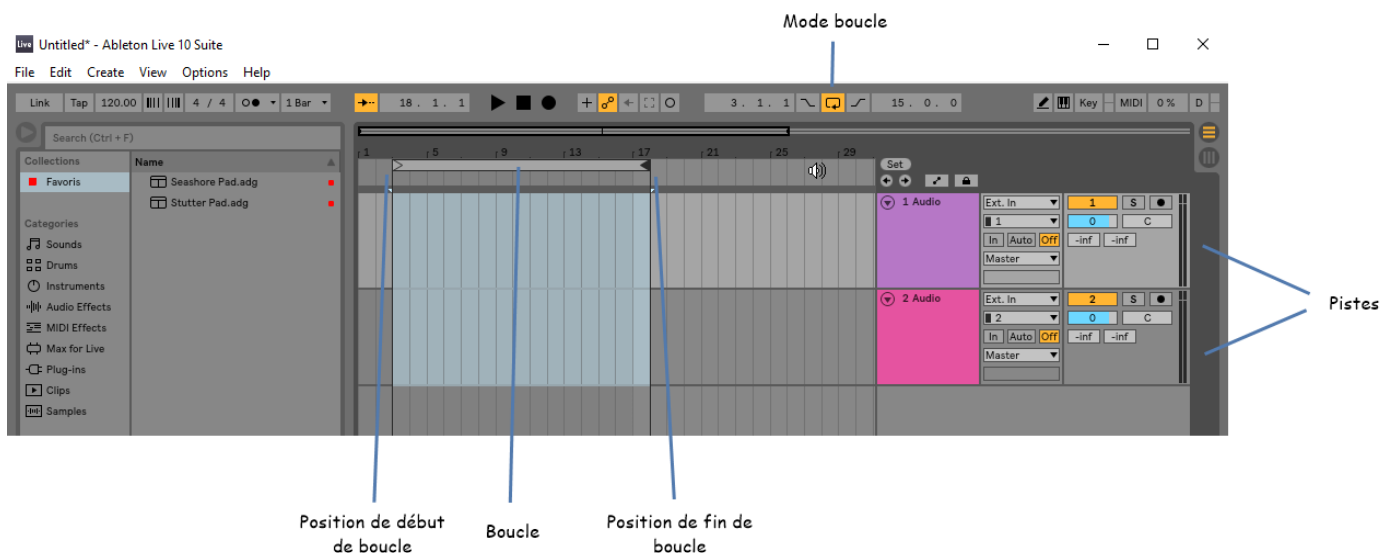 Mode boucle
Live Untitled* - Ableton Live 10 Suite
File Edit Create View Options Help
Link Tap 120.00 4 / 4 1 Bar 18. 1. 1 3. 1. 1 15. 0. 0 Key MIDI 0 % D
Search (Ctrl + F)
Collections Name
Favoris Seashore Pad.adg
Stutter Pad.adg
Categories
Sounds
Drums
Instruments
Audio Effects
MIDI Effects
Max for Live
Plug-ins
Clips
Samples
1 5 9 13 17 21 25 29
Set
1 Audio Ext. In 1 S
1 0 C
In Auto Off -inf -inf
Master
2 Audio Ext. In 2 S
2 0 C
In Auto Off -inf -inf
Master
Pistes
Position de début
de boucle
Boucle
Position de fin de
boucle